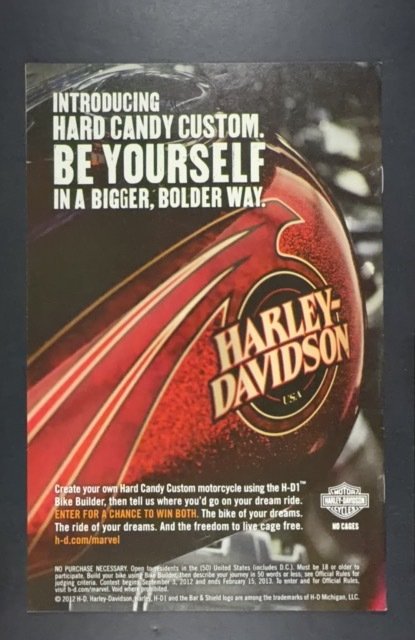 INTRODUCING
HARD CANDY CUSTOM.
BE YOURSELF
IN A BIGGER, BOLDER WAY.
HARLEY-
DAVIDSON
USA
Create your own Hard Candy Custom motorcycle using the H-D1™
Bike Builder, then tell us where you'd go on your dream ride.
ENTER FOR A CHANCE TO WIN BOTH. The bike of your dreams.
The ride of your dreams. And the freedom to live cage free.
h-d.com/marvel
MOTOR
HARLEY-DAVIDSON
CYCLES
NO CAGES
NO PURCHASE NECESSARY. Open to residents in the (50) United States (includes D.C.). Must be 18 or older to
participate. Build your bike using Bike Builder, then describe your journey in 50 words or less; see Official Rules for
judging criteria. Contest begins September 3, 2012 and ends February 15, 2013. To enter and for Official Rules,
visit h-d.com/marvel. Void where prohibited.
© 2012 H-D. Harley-Davidson, Harley, H-D1 and the Bar & Shield logo are among the trademarks of H-D Michigan, LLC.